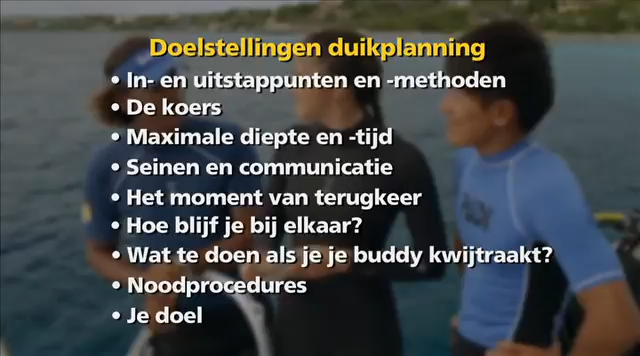 Doelstellingen duikplanning
• In- en uitstappunten en -methoden
• De koers
• Maximale diepte en -tijd
• Seinen en communicatie
• Het moment van terugkeer
• Hoe blijf je bij elkaar?
• Wat te doen als je je buddy kwijtraakt?
• Noodprocedures
• Je doel